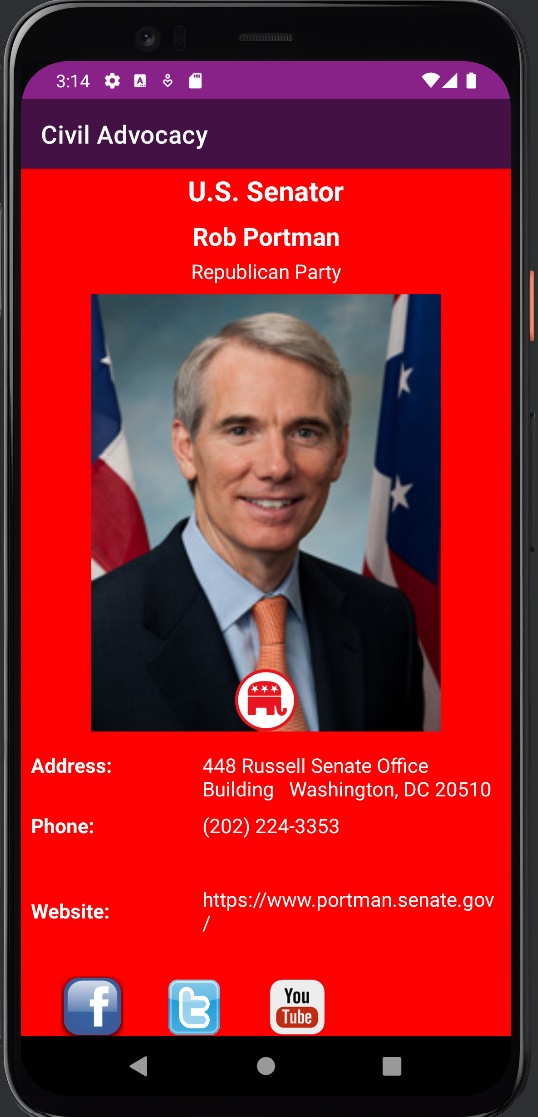 3:14
Civil Advocacy
U.S. Senator
Rob Portman
Republican Party
Address:
448 Russell Senate Office
Building   Washington, DC 20510
Phone:
(202) 224-3353
Website:
https://www.portman.senate.gov
/
f
t
You
Tube